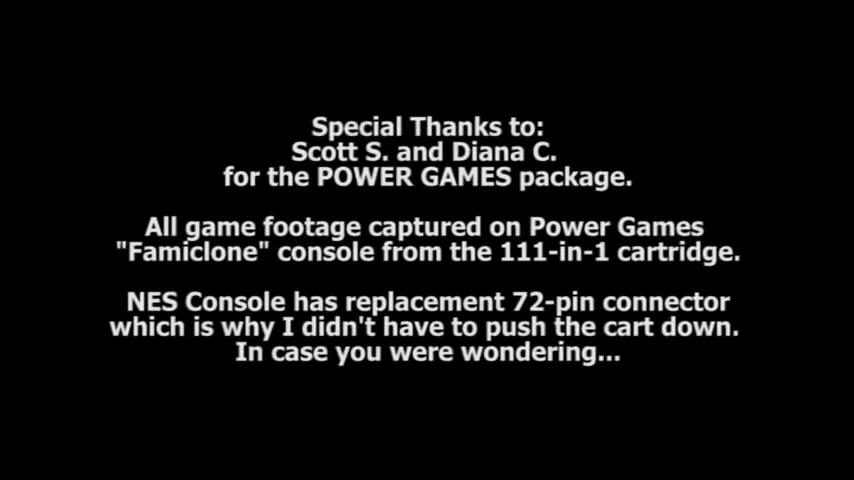 Special Thanks to:
Scott S. and Diana C.
for the POWER GAMES package.
All game footage captured on Power Games
"Famiclone" console from the 111-in-1 cartridge.
NES Console has replacement 72-pin connector
which is why I didn't have to push the cart down.
In case you were wondering...